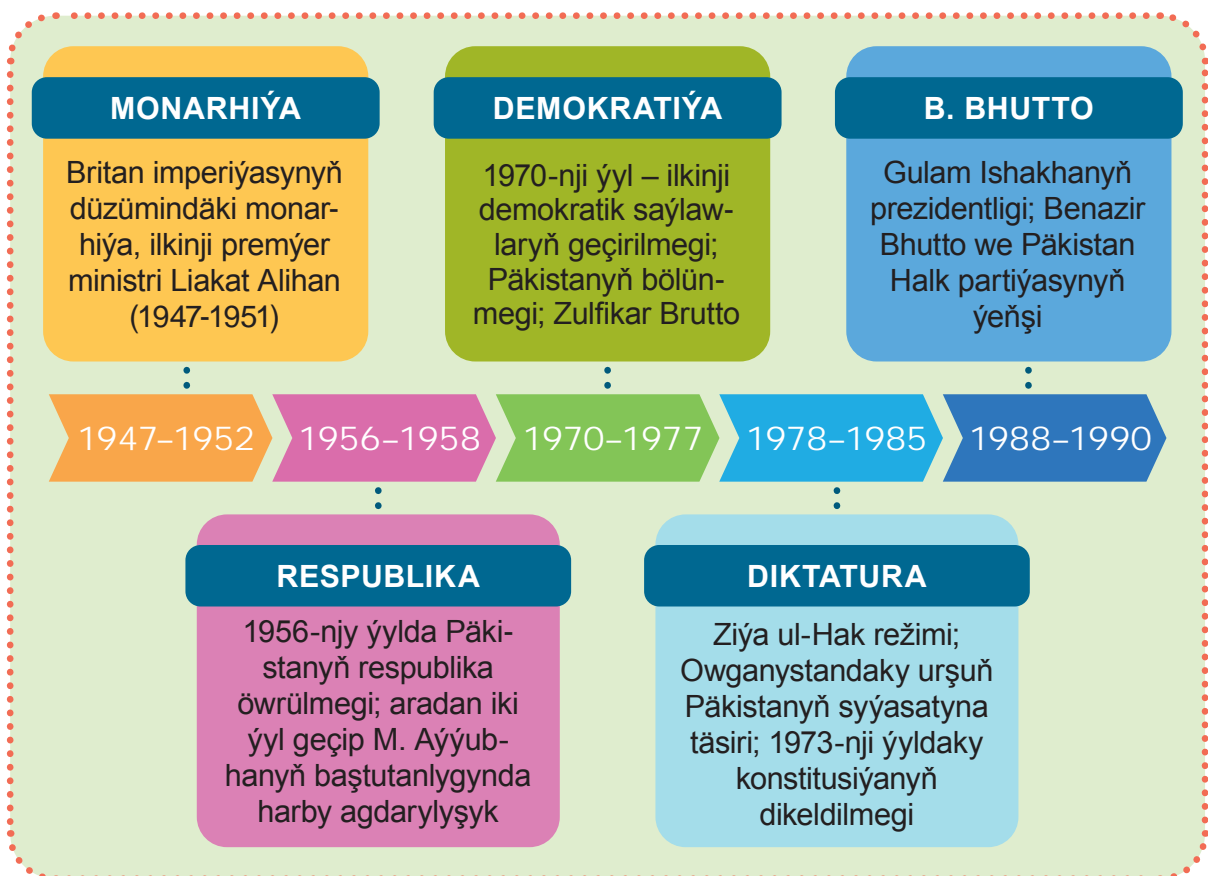 MONARHIÝA
Britan imperiýasynyň
düzümindäki monar-
hiýa, ilkinji premýer
ministri Liakat Alihan
(1947-1951)
DEMOKRATIÝA
1970-nji ýyl – ilkinji
demokratik saýlaw-
laryň geçirilmegi;
Päkistanyň bölün-
megi; Zulfikar Brutto
B. BHUTTO
Gulam Ishakhanyň
prezidentligi; Benazir
Bhutto we Päkistan
Halk partiýasynyň
ýeňşi
1947–1952
1956–1958
1970–1977
1978–1985
1988–1990
RESPUBLIKA
1956-njy ýylda Päki-
stanyň respublika
öwrülmegi; aradan iki
ýyl geçip M. Aýýub-
hanyň baştutanlygynda
harby agdarylyşyk
DIKTATURA
Ziýa ul-Hak režimi;
Owganystandaky urşuň
Päkistanyň syýasatyna
täsiri; 1973-nji ýyldaky
konstitusiýanyň
dikeldilmegi